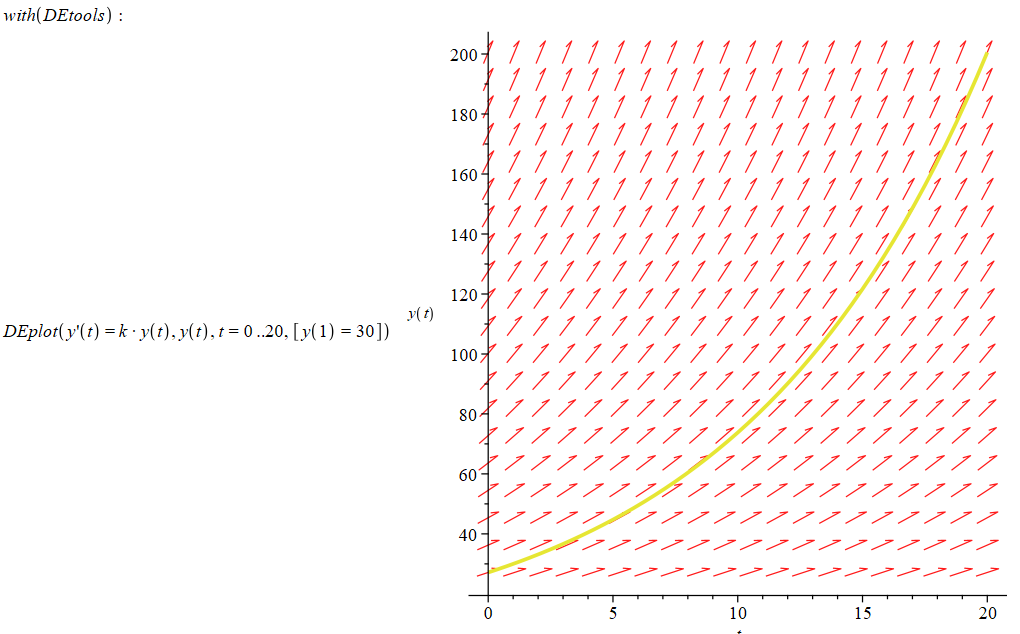 with(DEtools) :
DEplot(y'(t) = k · y(t), y(t), t = 0 ..20, [y(1) = 30])
y(t)
200
180
160
140
120
100
80
60
40
0 5 10 15 20